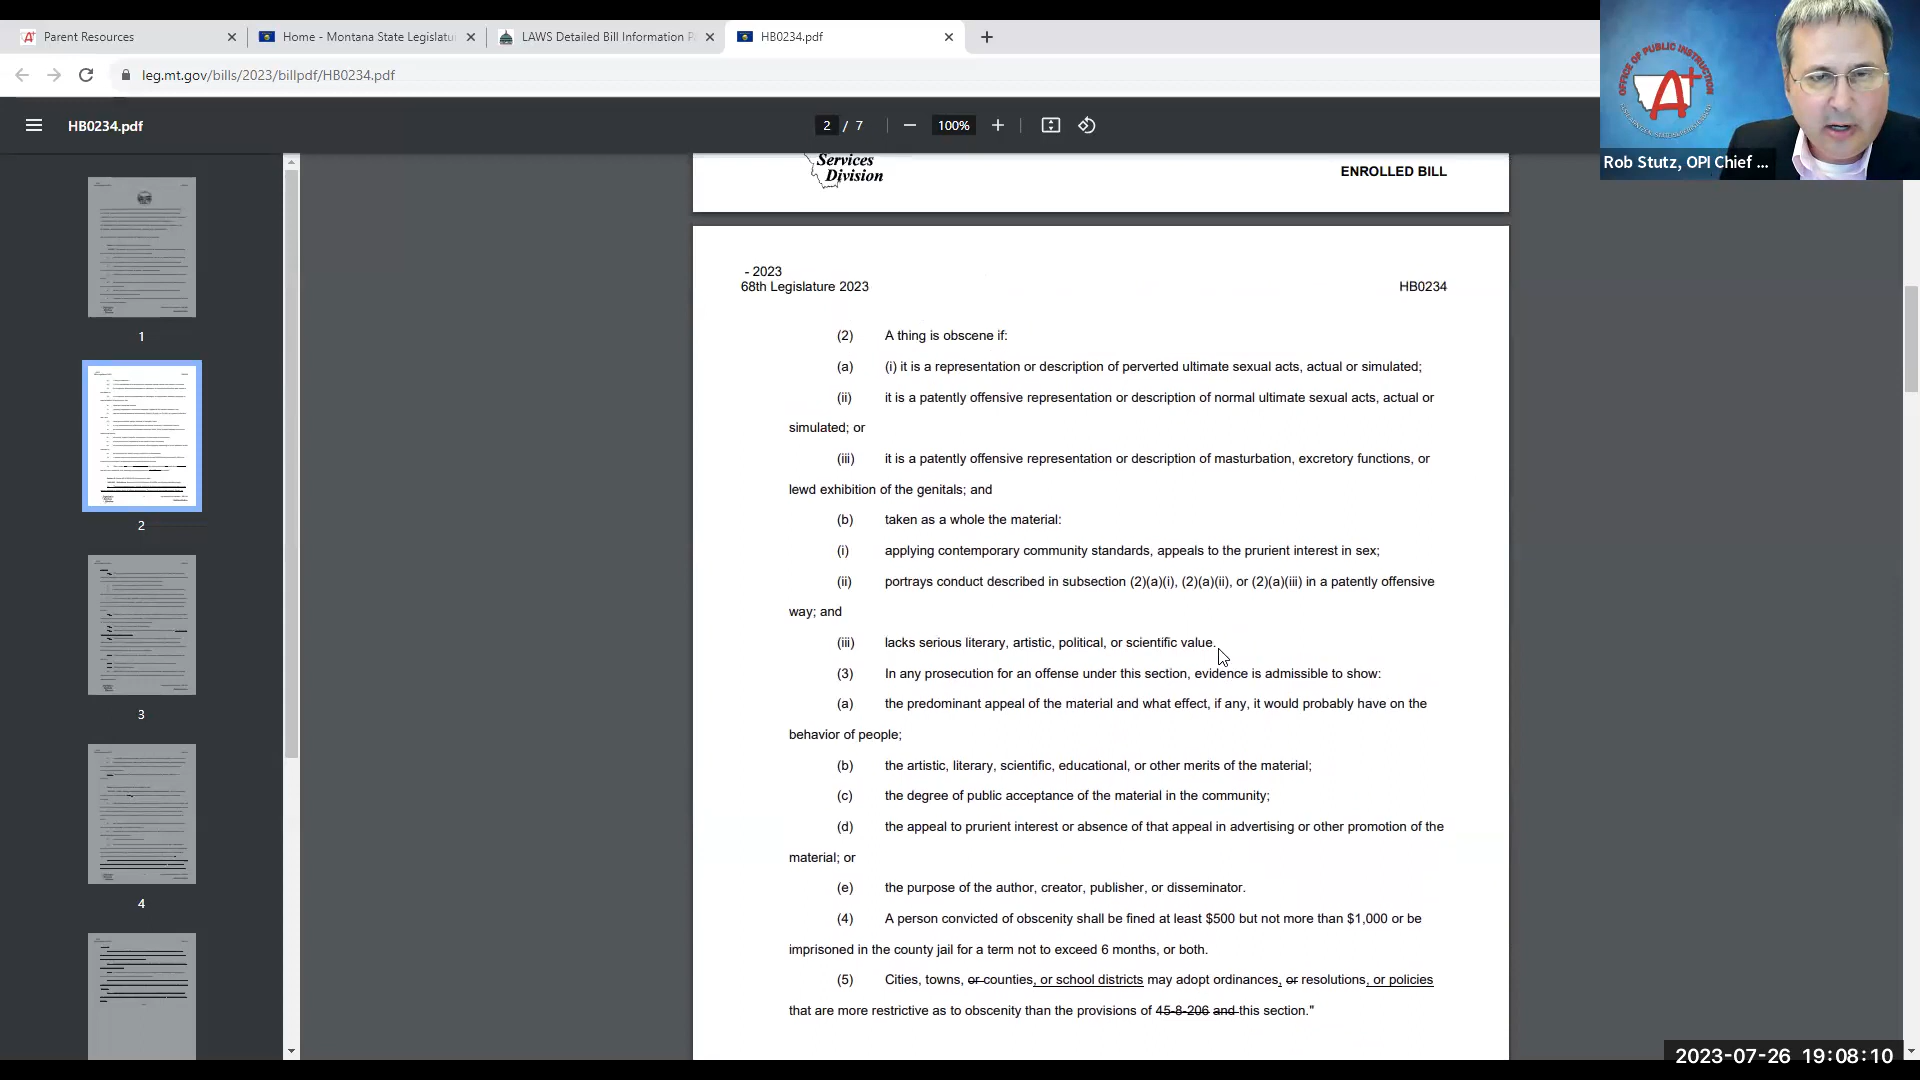 Parent Resources
Home - Montana State Legislatu
LAWS Detailed Bill Information P
HB0234.pdf
leg.mt.gov/bills/2023/billpdf/HB0234.pdf
OFFICE OF PUBLIC INSTRUCTION
A+
Rob Stutz, OPI Chief ...
HB0234.pdf
2 / 7
100%
1
2
3
4
Services
Division
ENROLLED BILL
- 2023
68th Legislature 2023
HB0234
(2) A thing is obscene if:
(a) (i) it is a representation or description of perverted ultimate sexual acts, actual or simulated;
(ii) it is a patently offensive representation or description of normal ultimate sexual acts, actual or
simulated; or
(iii) it is a patently offensive representation or description of masturbation, excretory functions, or
lewd exhibition of the genitals; and
(b) taken as a whole the material:
(i) applying contemporary community standards, appeals to the prurient interest in sex;
(ii) portrays conduct described in subsection (2)(a)(i), (2)(a)(ii), or (2)(a)(iii) in a patently offensive
way; and
(iii) lacks serious literary, artistic, political, or scientific value.
(3) In any prosecution for an offense under this section, evidence is admissible to show:
(a) the predominant appeal of the material and what effect, if any, it would probably have on the
behavior of people;
(b) the artistic, literary, scientific, educational, or other merits of the material;
(c) the degree of public acceptance of the material in the community;
(d) the appeal to prurient interest or absence of that appeal in advertising or other promotion of the
material; or
(e) the purpose of the author, creator, publisher, or disseminator.
(4) A person convicted of obscenity shall be fined at least $500 but not more than $1,000 or be
imprisoned in the county jail for a term not to exceed 6 months, or both.
(5) Cities, towns, or counties, or school districts may adopt ordinances, or resolutions, or policies
that are more restrictive as to obscenity than the provisions of 45-8-206 and this section."
2023-07-26 19:08:10